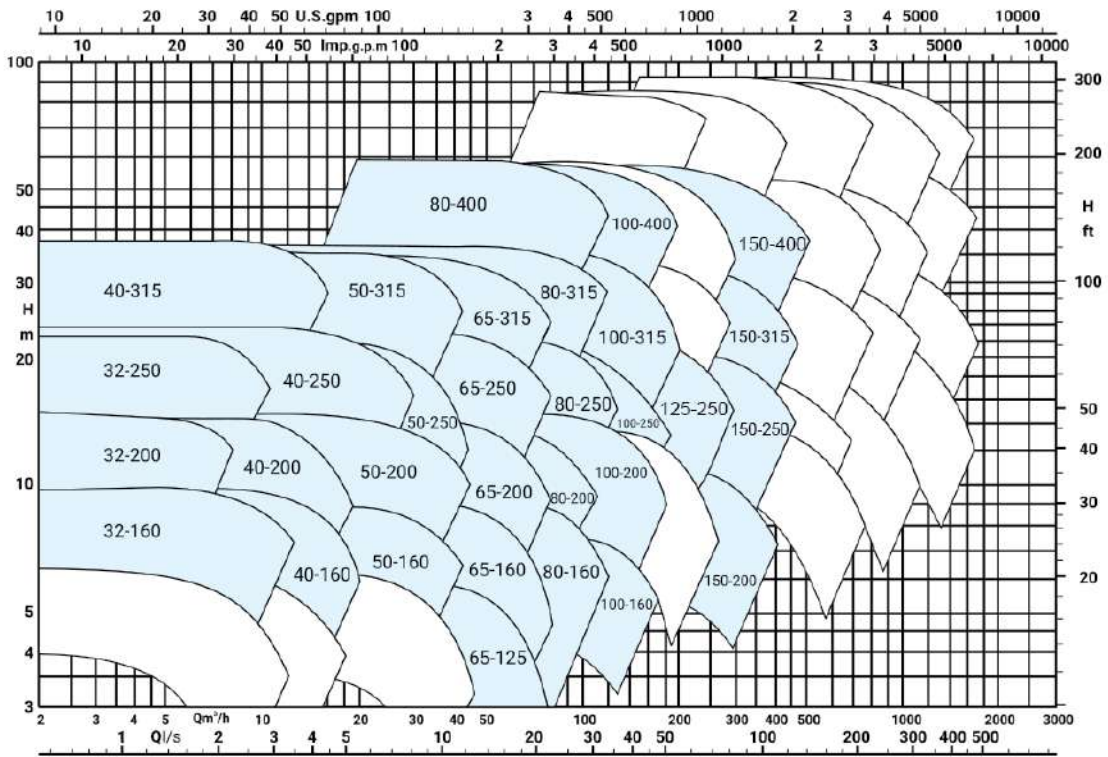 10 20 30 40 50 U.S.gpm 100 3 4 500 1000 2 3 4 5000 10000
10 20 30 40 50 Imp.g.p.m 100 2 3 4 500 1000 2 3 4 5000 10000
100 300
200
50 80-400 H
40 100-400 150-400 ft
30 40-315 50-315 80-315 100
H 65-315
m 100-315 150-315
20 32-250 40-250 65-250
80-250 125-250 50
50-250 100-250 150-250
32-200 40-200 50-200 100-200 40
10 65-200 80-200 30
32-160
40-160 50-160 65-160 80-160 150-200 20
5 100-160
4 65-125
3
2 3 4 5 Qm³/h 10 20 30 40 50 100 200 300 400 500 1000 2000 3000
1 Ql/s 2 3 4 5 10 20 30 40 50 100 200 300 400 500